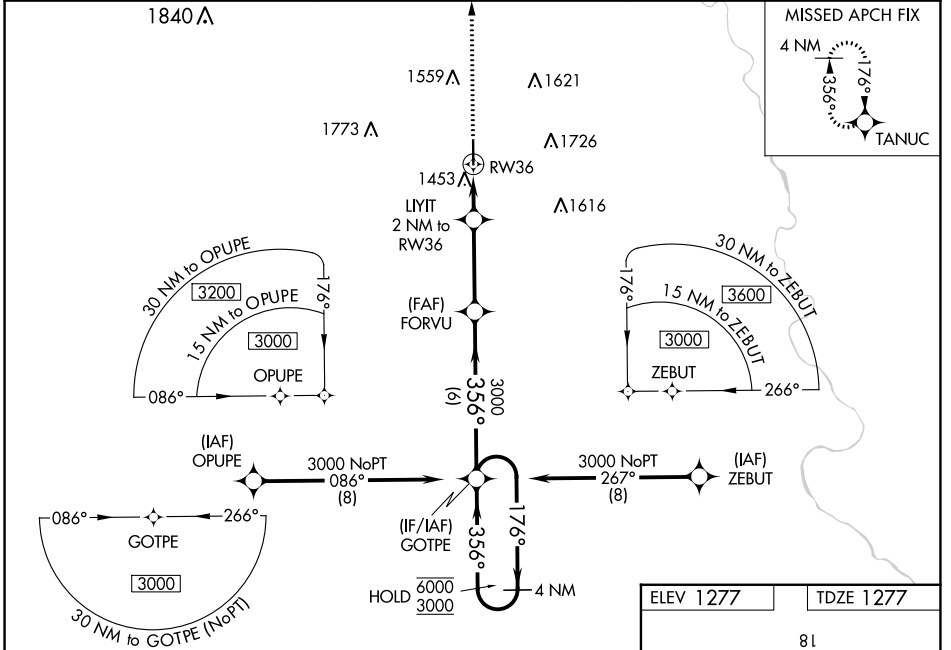 1840
MISSED APCH FIX
4 NM
356°
176°
TANUC
1559
1621
1773
1726
RW36
1453
LIYIT
2 NM to
RW36
1616
30 NM to OPUPE
3200
15 NM to OPUPE
3000
176°
OPUPE
086°
30 NM to ZEBUT
3600
15 NM to ZEBUT
3000
176°
ZEBUT
266°
(FAF)
FORVU
3000
356°
(6)
(IAF)
OPUPE
3000 NoPT
086°
(8)
3000 NoPT
267°
(8)
(IAF)
ZEBUT
(IF/IAF)
GOTPE
356°
176°
HOLD 6000
3000
4 NM
086°
266°
GOTPE
3000
30 NM to GOTPE (NoPT)
ELEV 1277
TDZE 1277
18